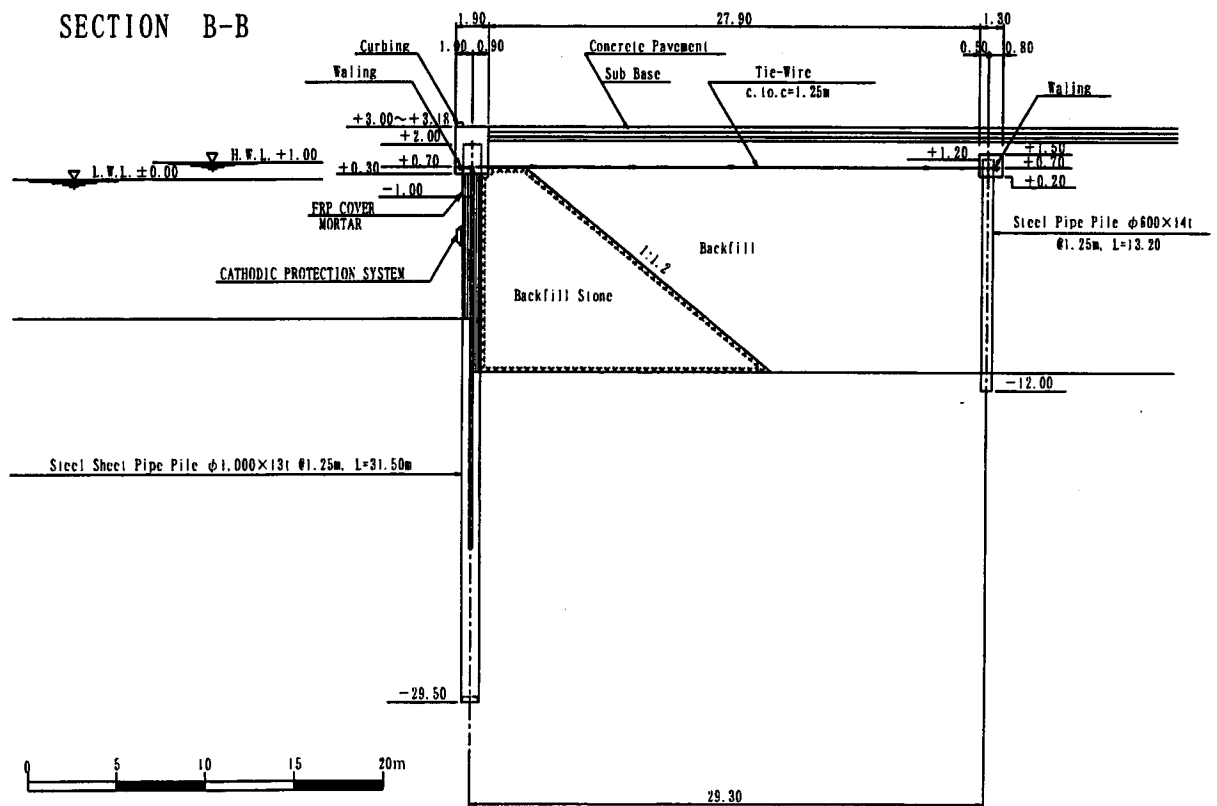 SECTION B-B
1.90
27.90
1.30
1.00
0.90
0.50
0.80
Curbing
Concrete Pavement
Waling
Sub Base
Tie-Wire
c.to.c=1.25m
Waling
+3.00~+3.18
+2.00
H.W.L. +1.00
+0.70
+0.30
L.W.L. ±0.00
-1.00
+1.20
+1.50
+0.70
+0.20
FRP COVER
MORTAR
CATHODIC PROTECTION SYSTEM
1:1.2
Backfill
Backfill Stone
Steel Pipe Pile φ600×14t
@1.25m, L=13.20
-12.00
Steel Sheet Pipe Pile φ1,000×13t @1.25m, L=31.50m
-29.50
0 5 10 15 20m
29.30